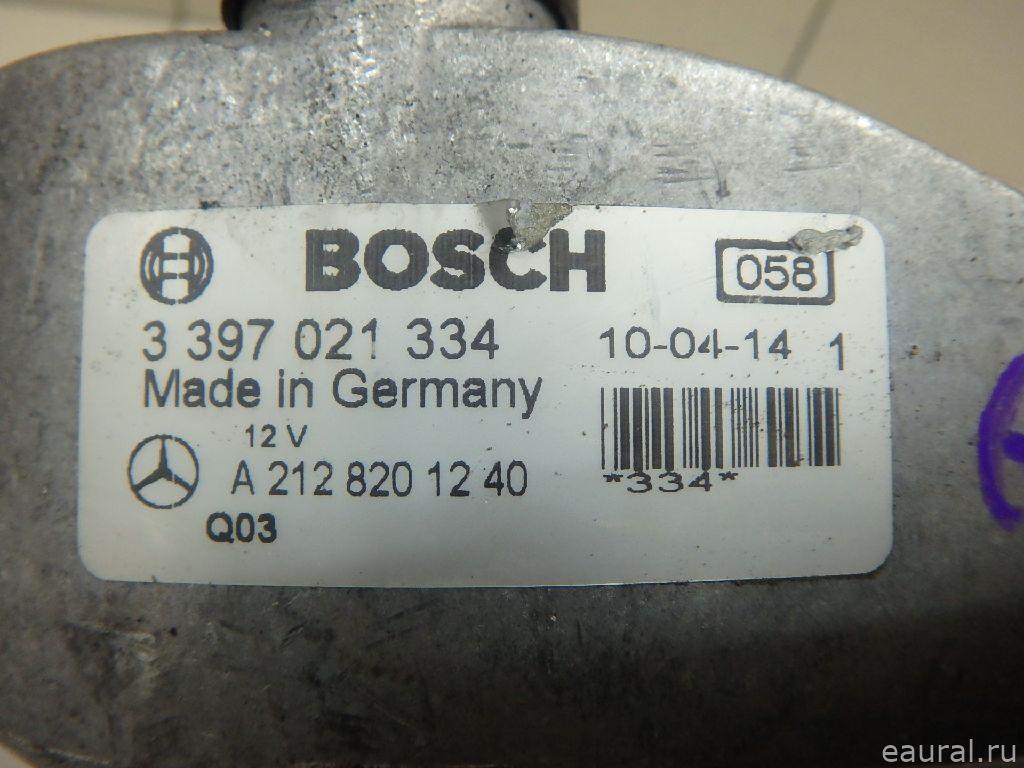 BOSCH 058
3 397 021 334 10-04-14 1
Made in Germany
12 V
A 212 820 12 40 *334*
Q03
eaural.ru